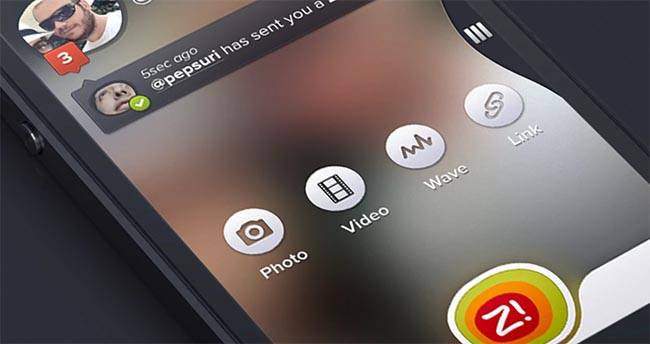 3
5sec ago
@pepsuri has sent you a
Photo
Video
Wave
Link
Z!